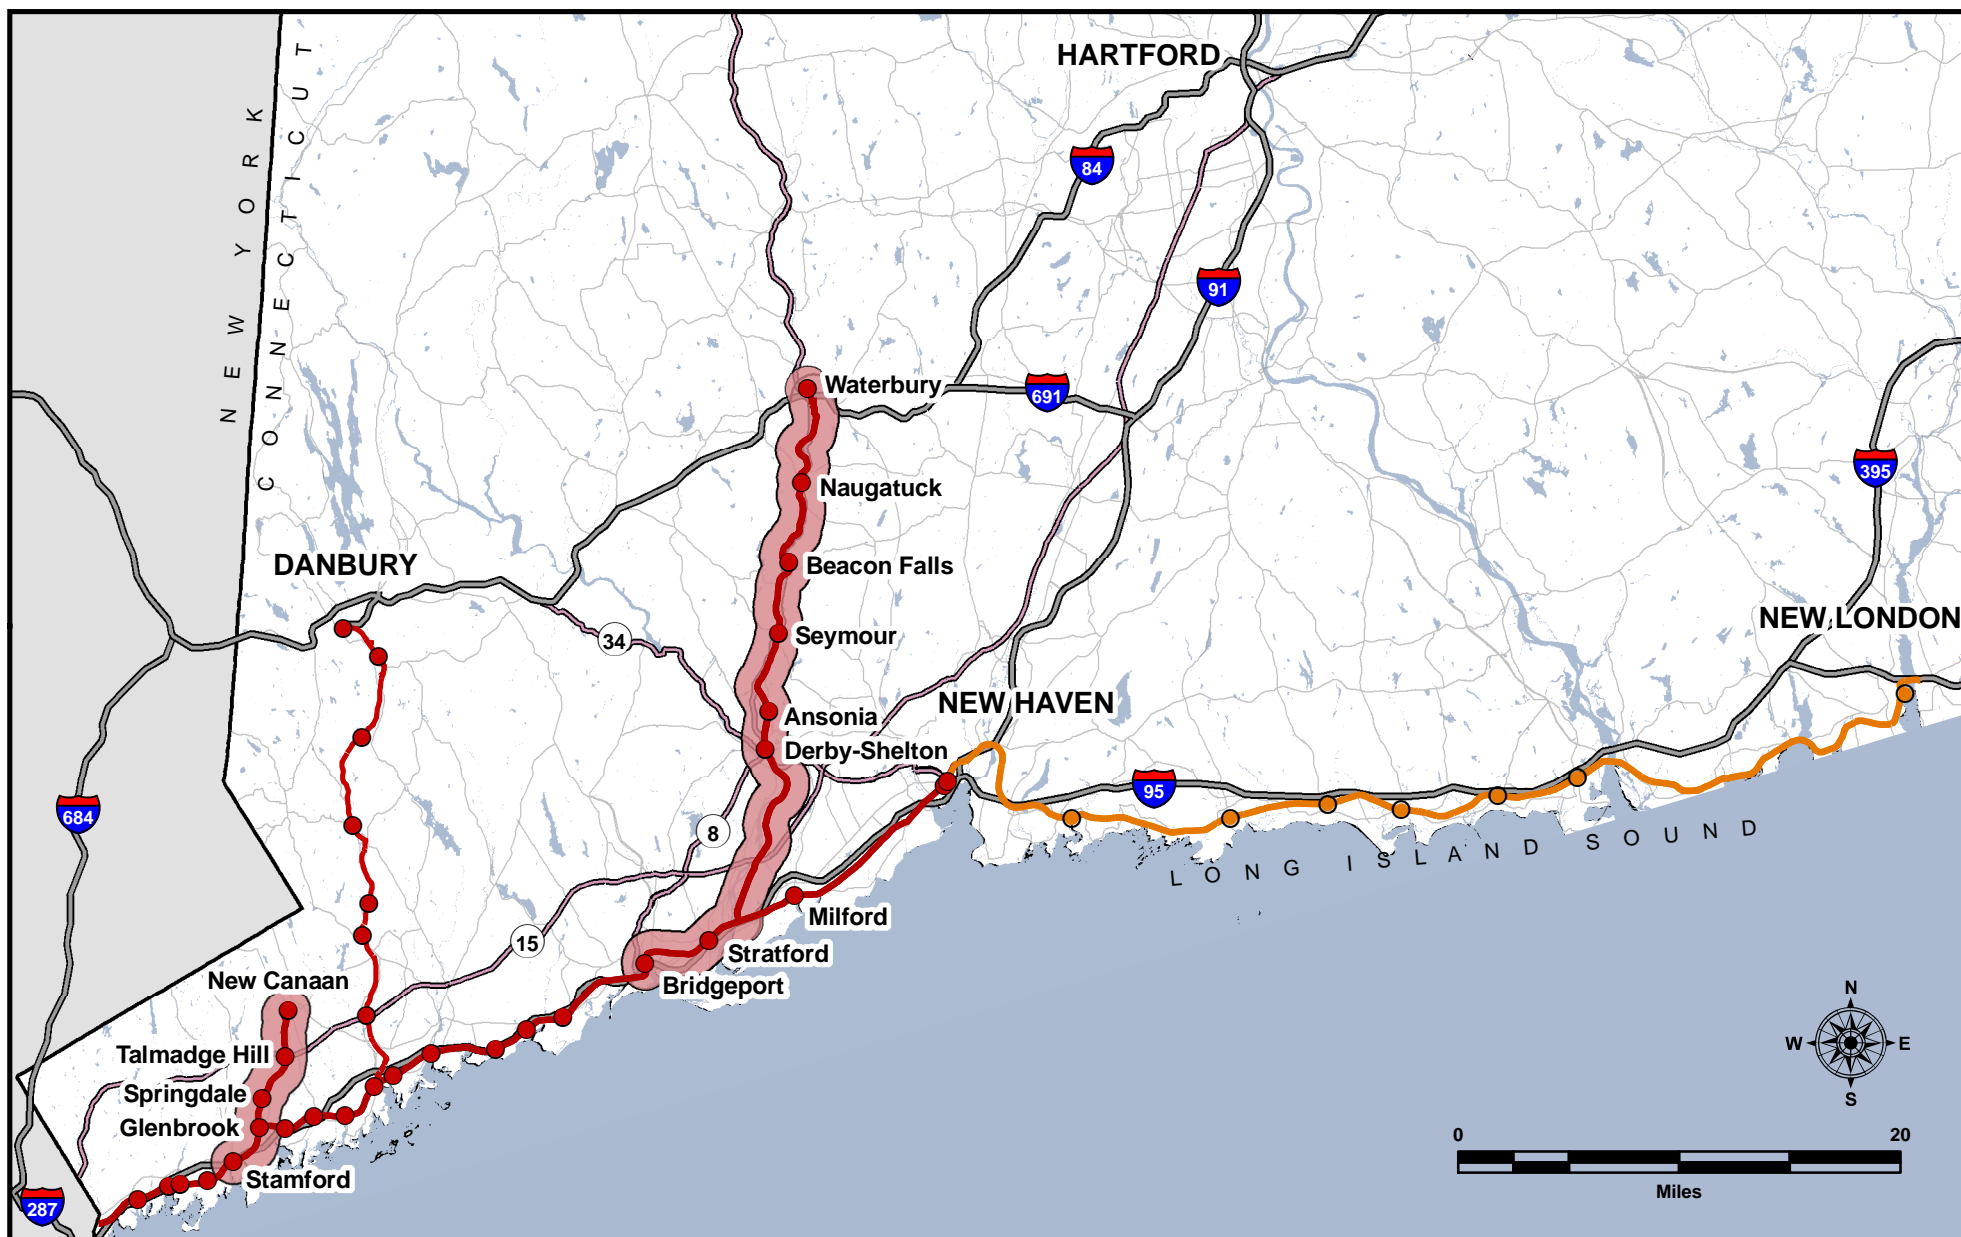 HARTFORD
NEW YORK
CONNECTICUT
84
91
Waterbury
691
395
Naugatuck
DANBURY
Beacon Falls
NEW LONDON
34
Seymour
NEW HAVEN
Ansonia
Derby-Shelton
95
684
8
LONG ISLAND SOUND
Milford
15
Stratford
New Canaan
Bridgeport
N
W
E
S
Talmadge Hill
Springdale
Glenbrook
0
20
Stamford
Miles
287